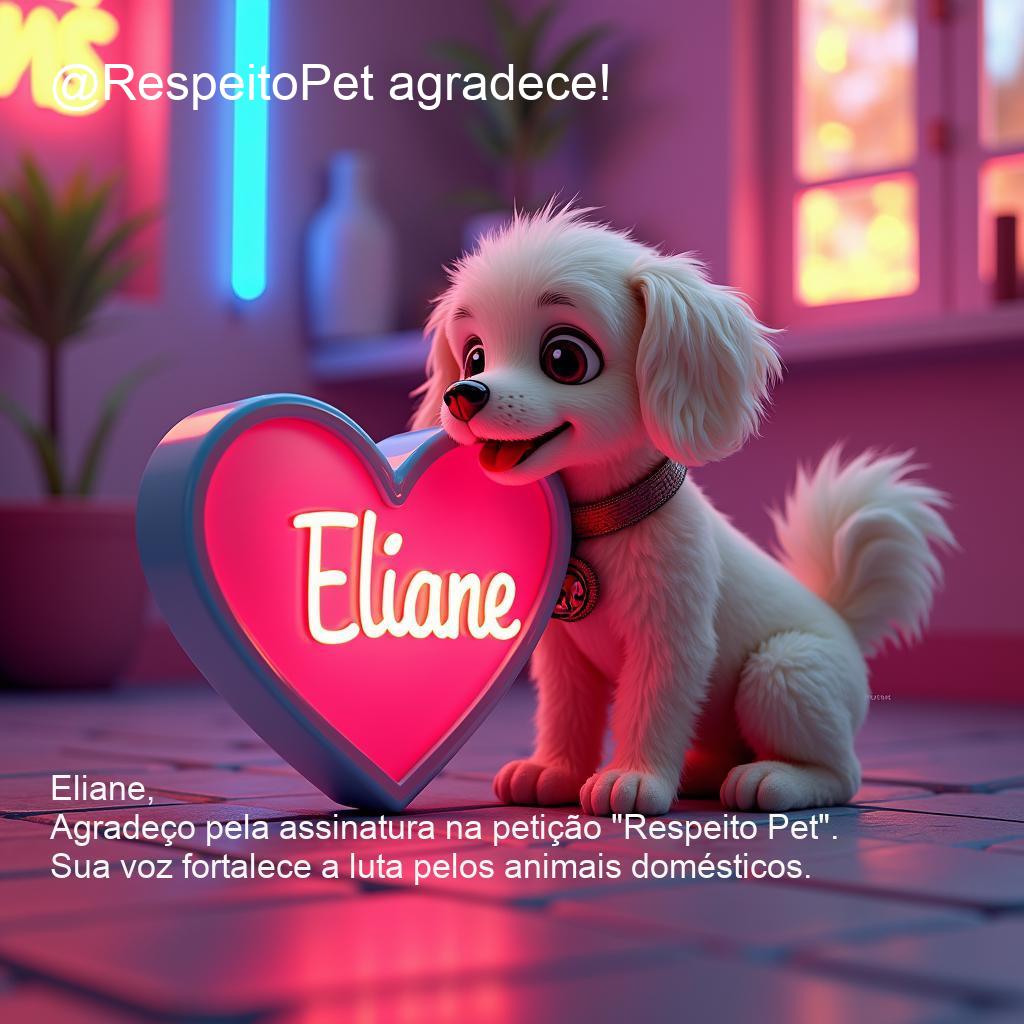 @RespeitoPet agradece!
Eliane
Eliane,
Agradeço pela assinatura na petição "Respeito Pet".
Sua voz fortalece a luta pelos animais domésticos.